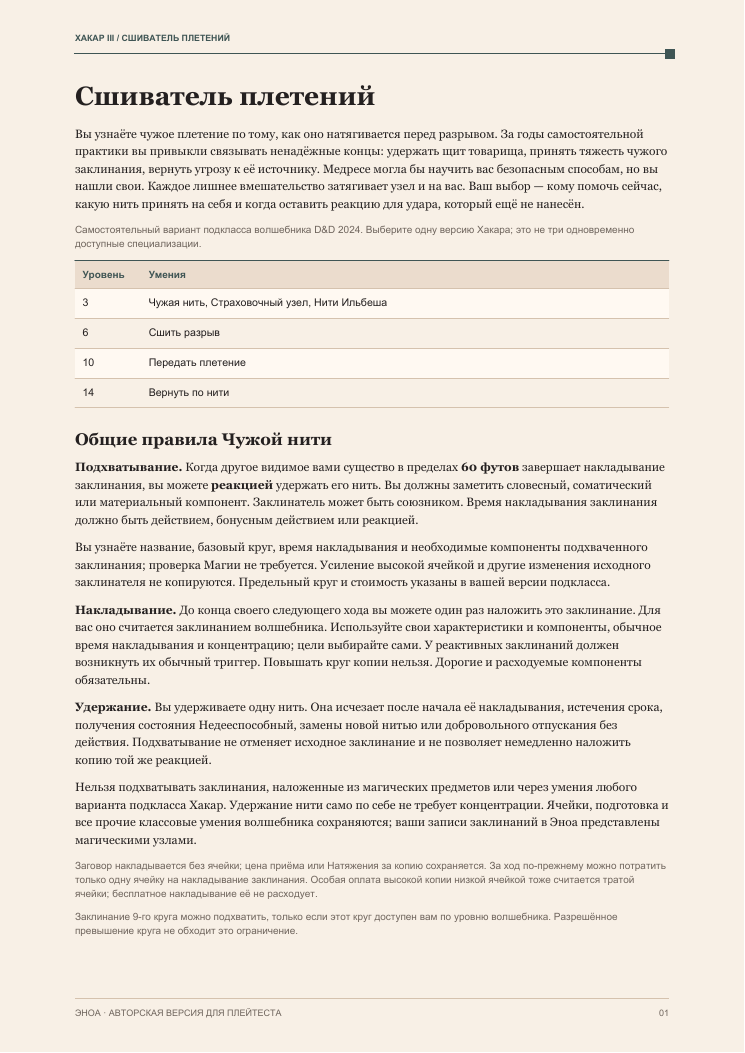 ХАКАР III / СШИВАТЕЛЬ ПЛЕТЕНИЙ
Сшиватель плетений
Вы узнаёте чужое плетение по тому, как оно натягивается перед разрывом. За годы самостоятельной
практики вы привыкли связывать ненадёжные концы: удержать щит товарища, принять тяжесть чужого
заклинания, вернуть угрозу к её источнику. Медресе могла бы научить вас безопасным способам, но вы
нашли свои. Каждое лишнее вмешательство затягивает узел и на вас. Ваш выбор — кому помочь сейчас,
какую нить принять на себя и когда оставить реакцию для удара, который ещё не нанесён.
Самостоятельный вариант подкласса волшебника D&D 2024. Выберите одну версию Хакара; это не три одновременно
доступные специализации.
Уровень Умения
3 Чужая нить, Страховочный узел, Нити Ильбеша
6 Сшить разрыв
10 Передать плетение
14 Вернуть по нити
Общие правила Чужой нити
Подхватывание. Когда другое видимое вами существо в пределах 60 футов завершает накладывание
заклинания, вы можете реакцией удержать его нить. Вы должны заметить словесный, соматический
или материальный компонент. Заклинатель может быть союзником. Время накладывания заклинания
должно быть действием, бонусным действием или реакцией.
Вы узнаёте название, базовый круг, время накладывания и необходимые компоненты подхваченного
заклинания; проверка Магии не требуется. Усиление высокой ячейкой и другие изменения исходного
заклинателя не копируются. Предельный круг и стоимость указаны в вашей версии подкласса.
Накладывание. До конца своего следующего хода вы можете один раз наложить это заклинание. Для
вас оно считается заклинанием волшебника. Используйте свои характеристики и компоненты, обычное
время накладывания и концентрацию; цели выбирайте сами. У реактивных заклинаний должен
возникнуть их обычный триггер. Повышать круг копии нельзя. Дорогие и расходуемые компоненты
обязательны.
Удержание. Вы удерживаете одну нить. Она исчезает после начала её накладывания, истечения срока,
получения состояния Недееспособный, замены новой нитью или добровольного отпускания без
действия. Подхватывание не отменяет исходное заклинание и не позволяет немедленно наложить
копию той же реакцией.
Нельзя подхватывать заклинания, наложенные из магических предметов или через умения любого
варианта подкласса Хакар. Удержание нити само по себе не требует концентрации. Ячейки, подготовка и
все прочие классовые умения волшебника сохраняются; ваши записи заклинаний в Эноа представлены
магическими узлами.
Заговор накладывается без ячейки; цена приёма или Натяжения за копию сохраняется. За ход по-прежнему можно потратить
только одну ячейку на накладывание заклинания. Особая оплата высокой копии низкой ячейкой тоже считается тратой
ячейки; бесплатное накладывание её не расходует.
Заклинание 9-го круга можно подхватить, только если этот круг доступен вам по уровню волшебника. Разрешённое
превышение круга не обходит это ограничение.
ЭНОА · АВТОРСКАЯ ВЕРСИЯ ДЛЯ ПЛЕЙТЕСТА 01